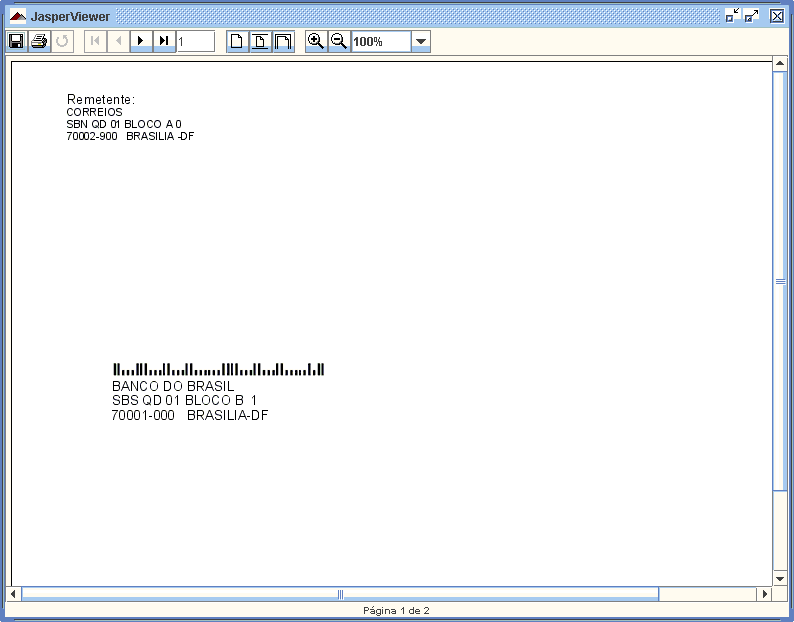 JasperViewer
1
100%
Remetente:
CORREIOS
SBN QD 01 BLOCO A 0
70002-900 BRASILIA -DF
BANCO DO BRASIL
SBS QD 01 BLOCO B 1
70001-000 BRASILIA-DF
Página 1 de 2